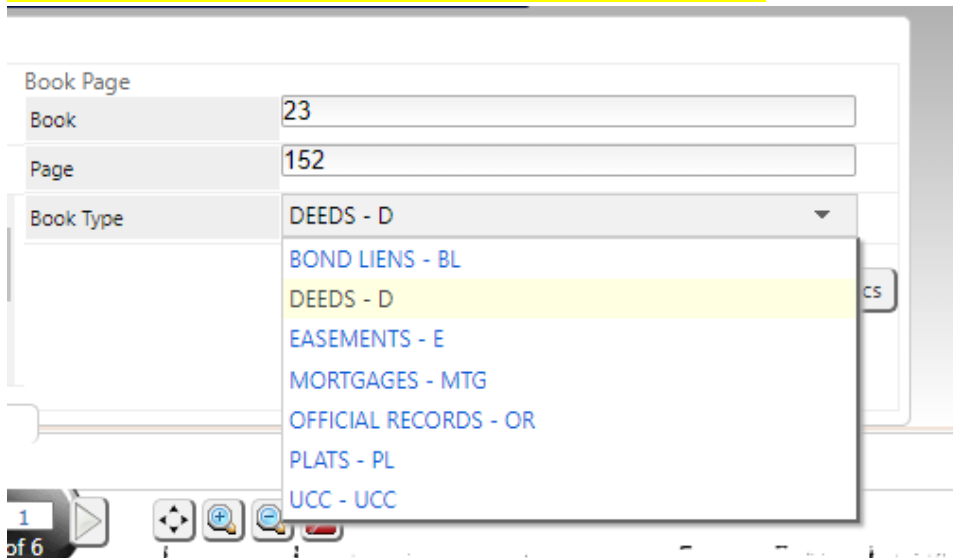 Book Page
Book 23
Page 152
Book Type DEEDS - D
BOND LIENS - BL
DEEDS - D
cs
EASEMENTS - E
MORTGAGES - MTG
OFFICIAL RECORDS - OR
PLATS - PL
UCC - UCC
1
of 6